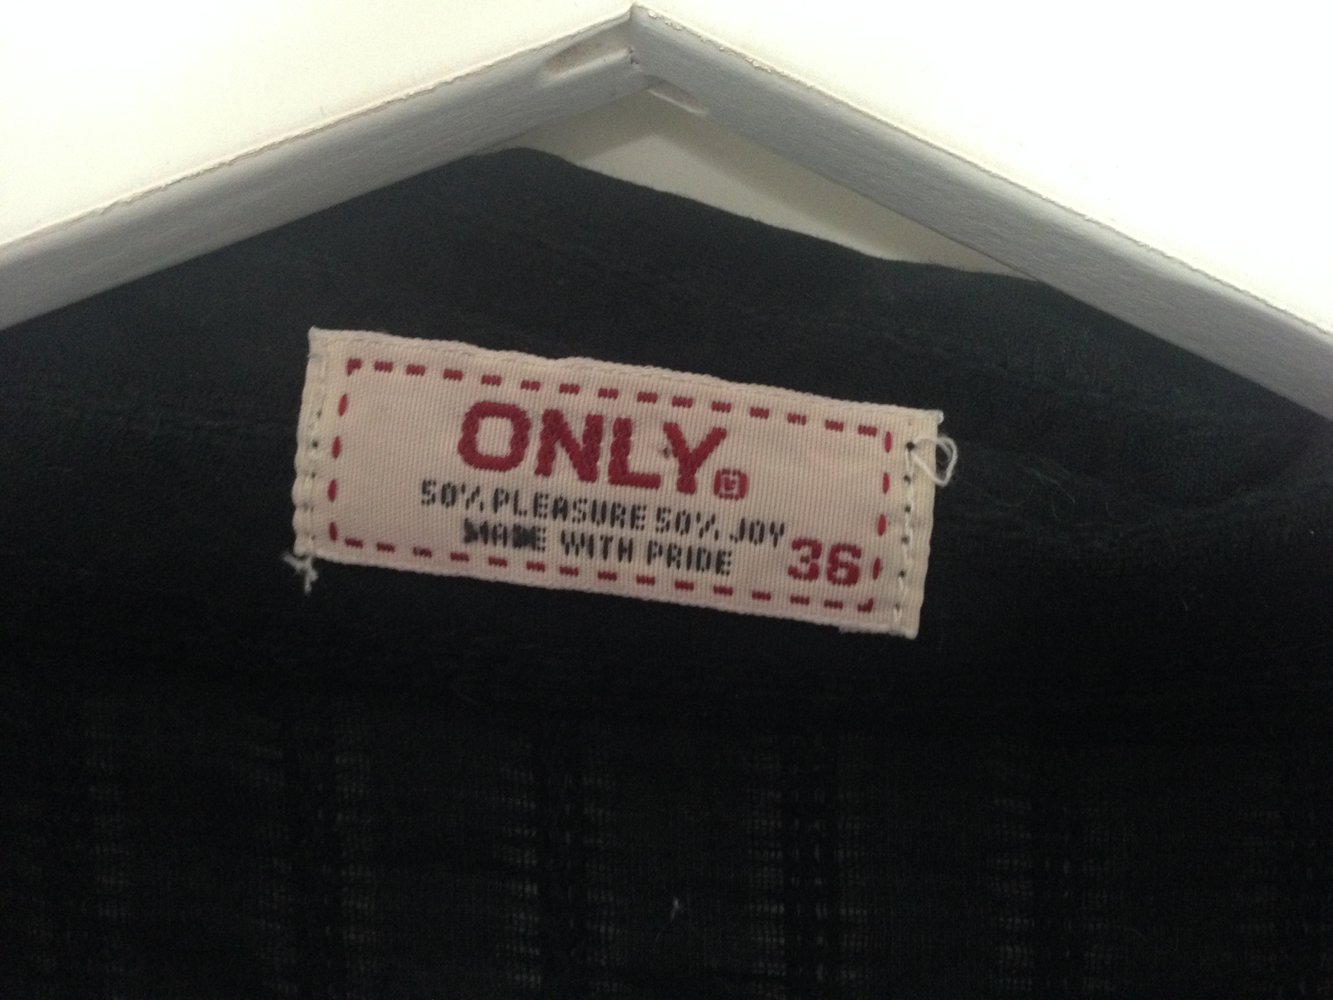 ONLY
50% PLEASURE 50% JOY
MADE WITH PRIDE
36